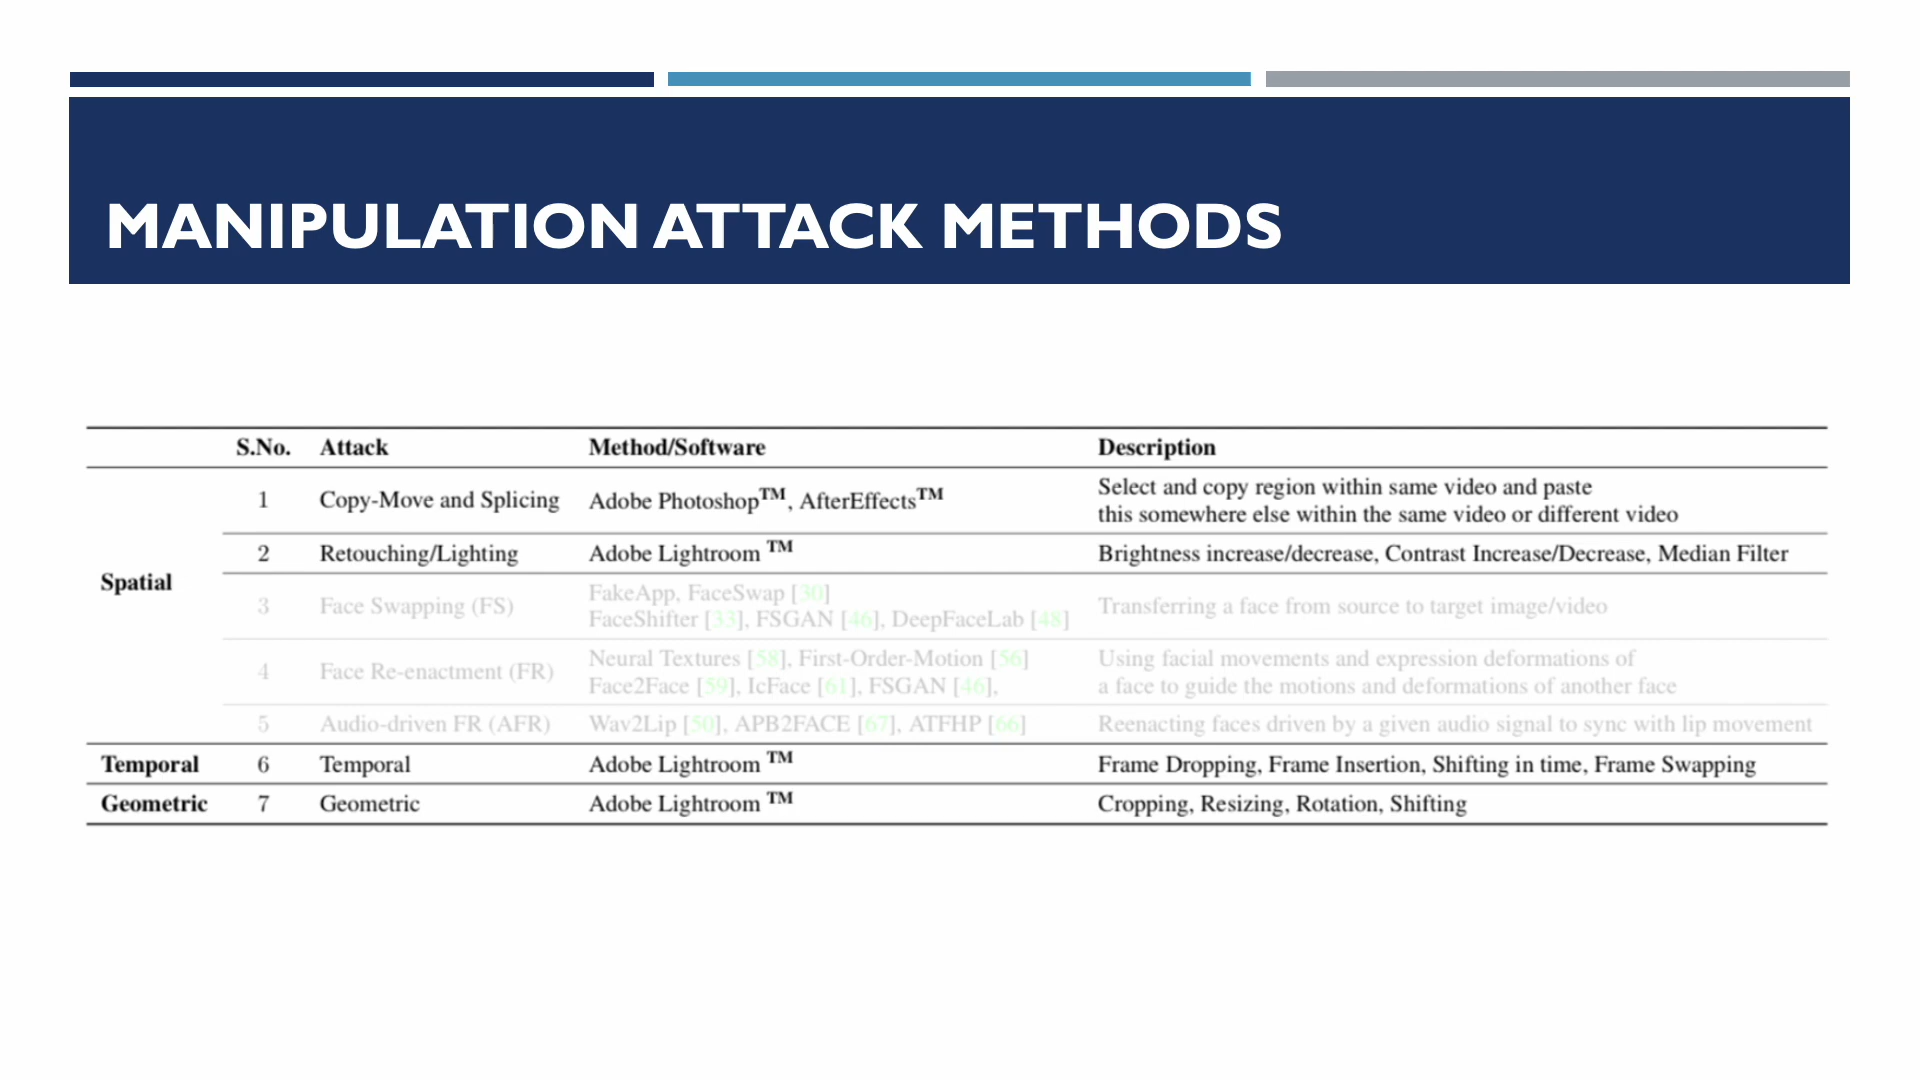 MANIPULATION ATTACK METHODS
S.No. Attack Method/Software Description
Spatial
1 Copy-Move and Splicing Adobe Photoshop™, AfterEffects™ Select and copy region within same video and paste
this somewhere else within the same video or different video
2 Retouching/Lighting Adobe Lightroom ™ Brightness increase/decrease, Contrast Increase/Decrease, Median Filter
3 Face Swapping (FS) FakeApp, FaceSwap [30]
FaceShifter [33], FSGAN [46], DeepFaceLab [48] Transferring a face from source to target image/video
4 Face Re-enactment (FR) Neural Textures [58], First-Order-Motion [56] Using facial movements and expression deformations of
Face2Face [59], IcFace [61], FSGAN [46], a face to guide the motions and deformations of another face
5 Audio-driven FR (AFR) Wav2Lip [50], APB2FACE [67], ATFHP [66] Reenacting faces driven by a given audio signal to sync with lip movement
Temporal 6 Temporal Adobe Lightroom ™ Frame Dropping, Frame Insertion, Shifting in time, Frame Swapping
Geometric 7 Geometric Adobe Lightroom ™ Cropping, Resizing, Rotation, Shifting